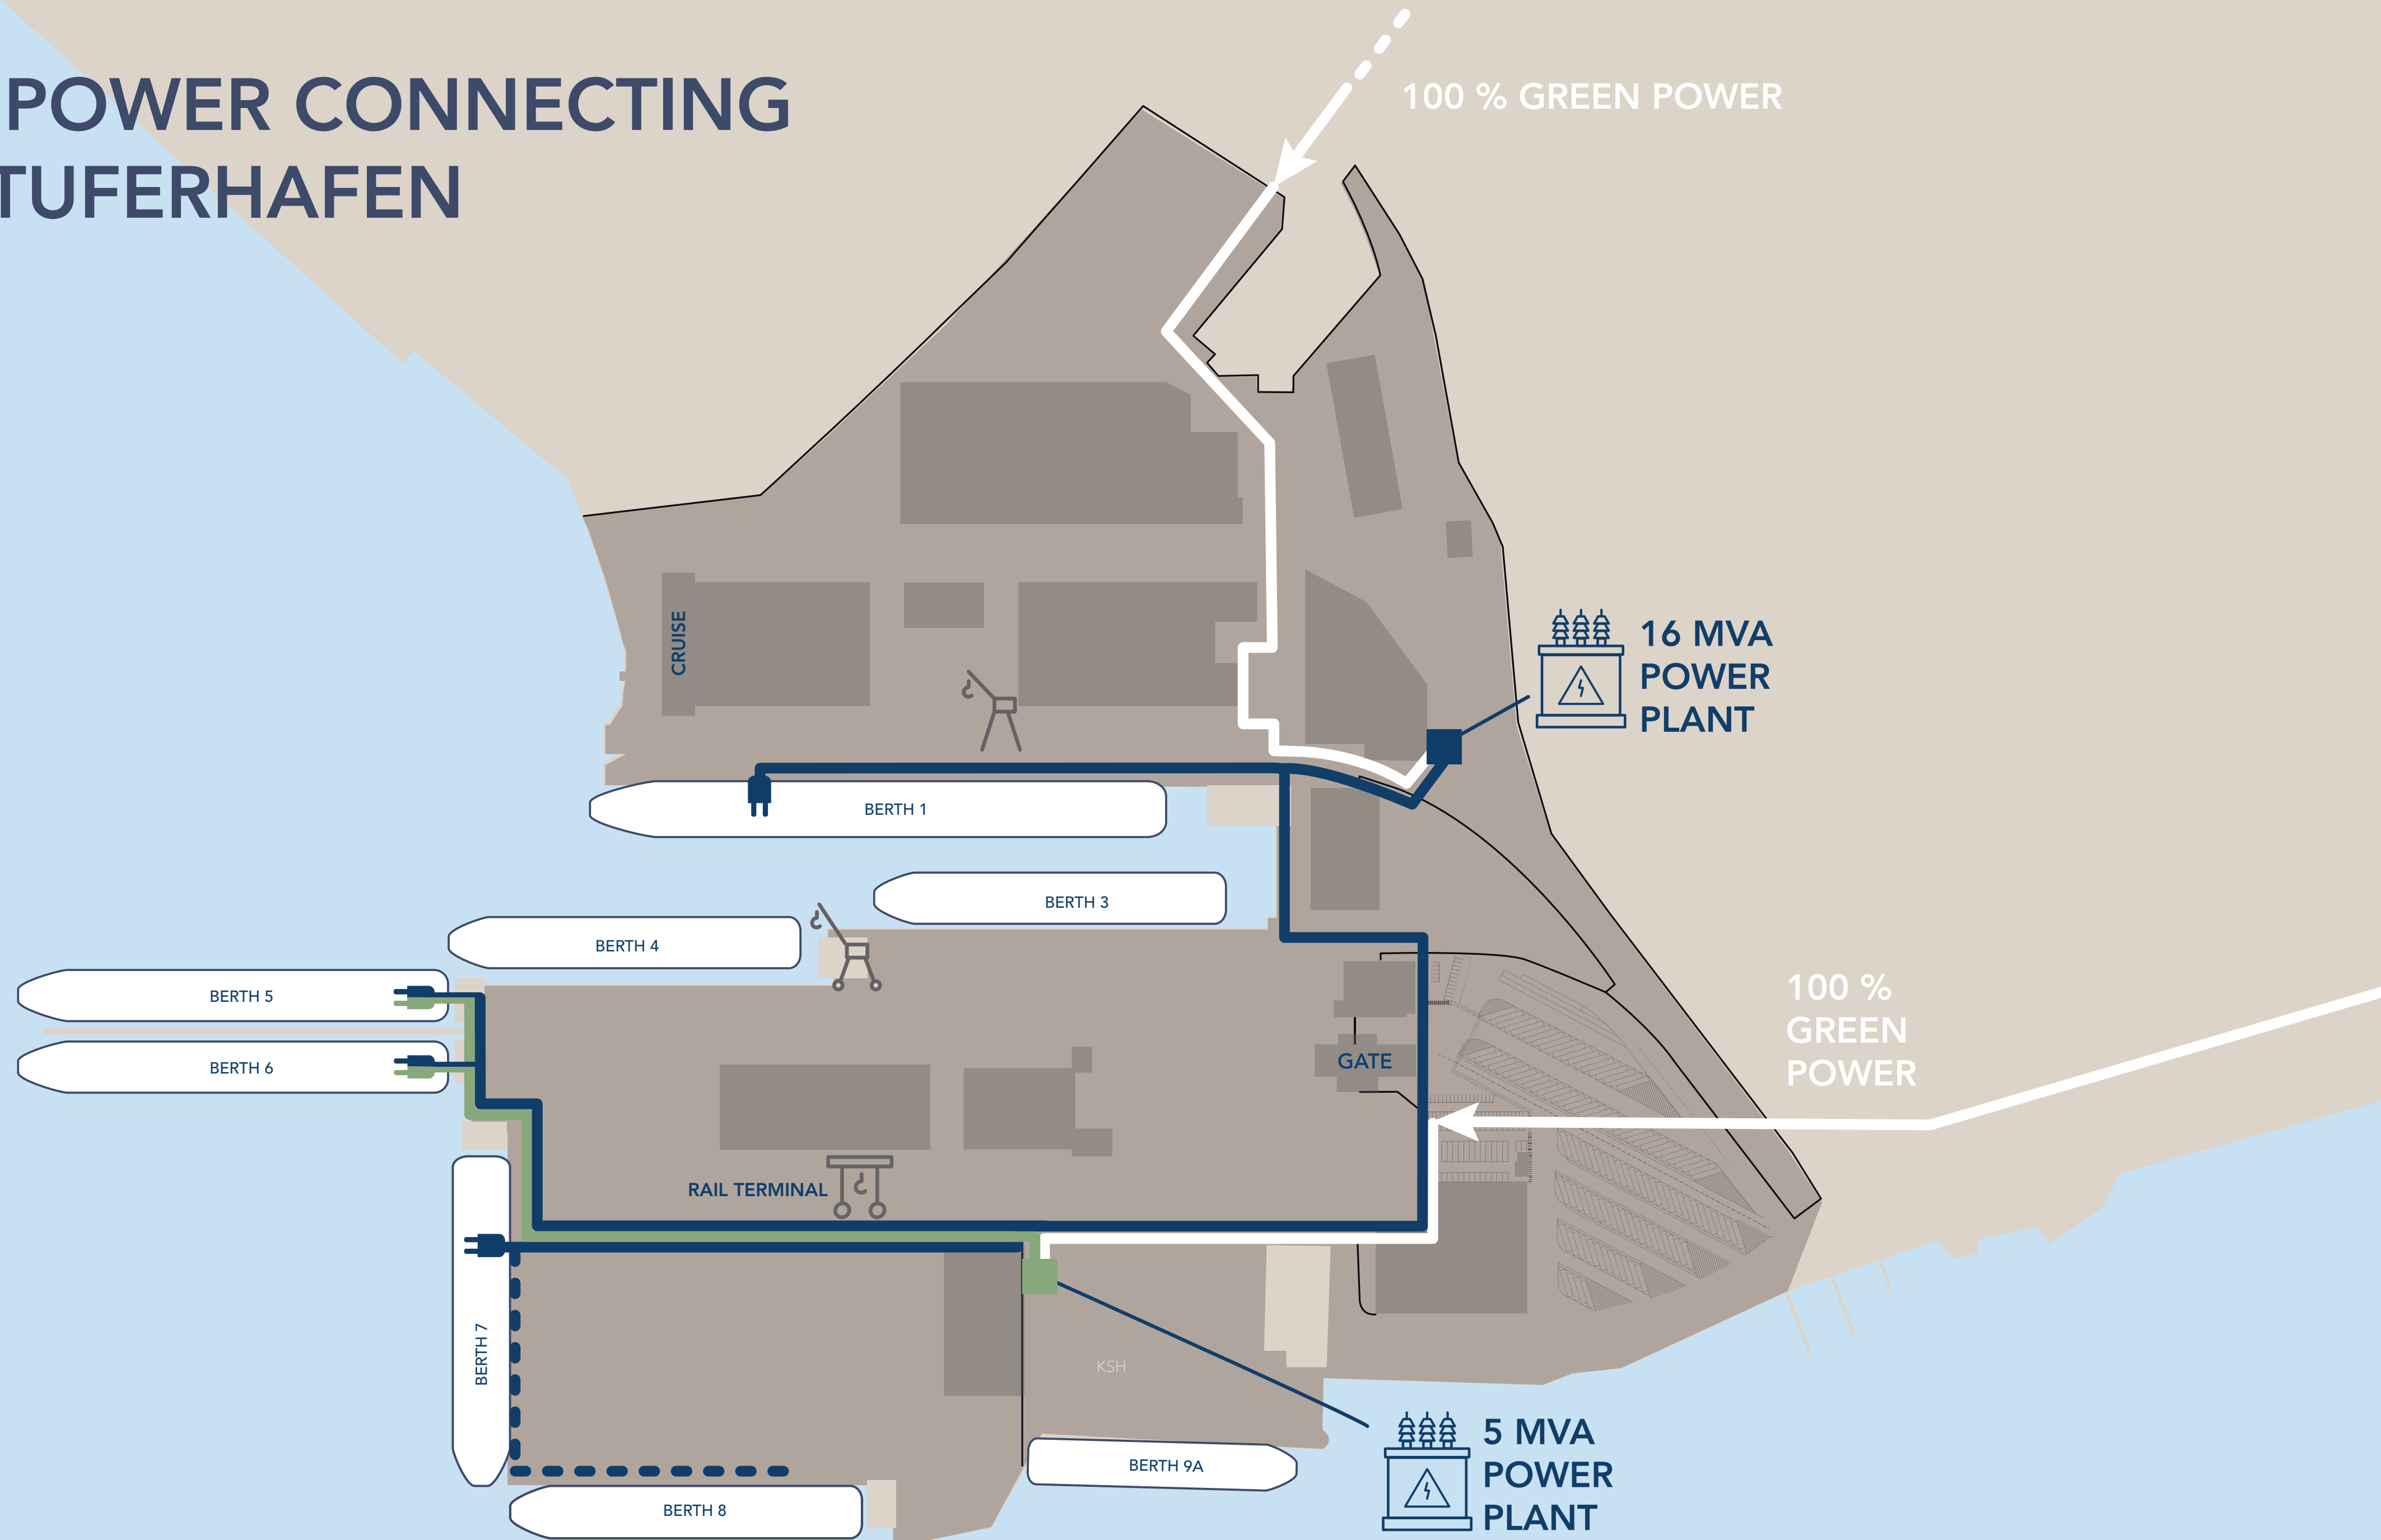 POWER CONNECTING
TUFERHAFEN
100 % GREEN POWER
CRUISE
16 MVA
POWER
PLANT
BERTH 1
BERTH 3
BERTH 4
BERTH 5
BERTH 6
GATE
100 %
GREEN
POWER
RAIL TERMINAL
BERTH 7
KSH
BERTH 9A
BERTH 8
5 MVA
POWER
PLANT